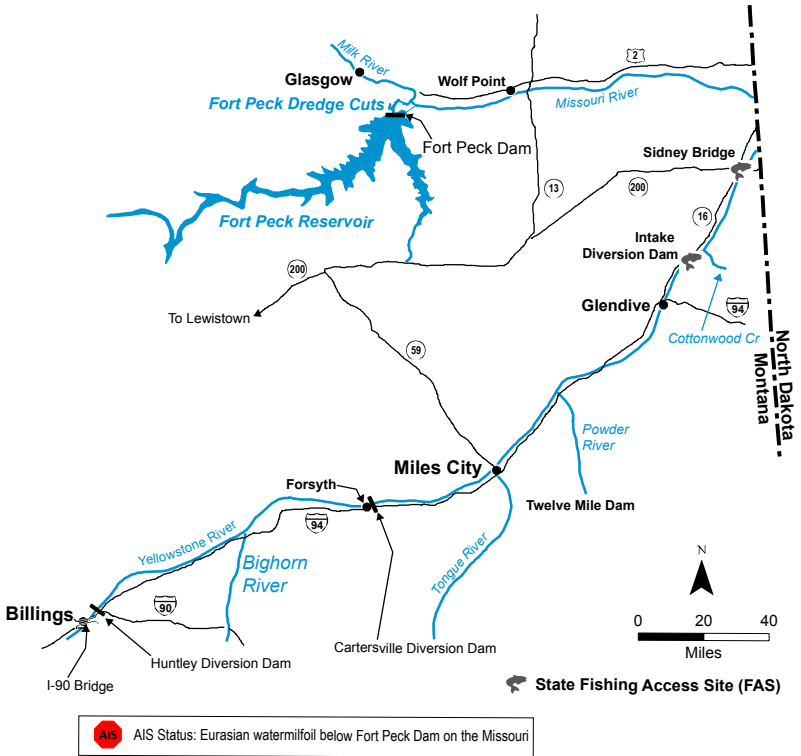 Milk River
Glasgow
Wolf Point
2
Fort Peck Dredge Cuts
Missouri River
Fort Peck Dam
Sidney Bridge
13
200
Fort Peck Reservoir
16
Intake
Diversion Dam
200
Glendive
94
To Lewistown
Cottonwood Cr
North Dakota
Montana
59
Powder
River
Miles City
Forsyth
Twelve Mile Dam
94
Yellowstone River
Bighorn
River
Tongue River
N
Billings
90
0 20 40
Miles
Cartersville Diversion Dam
Huntley Diversion Dam
I-90 Bridge
State Fishing Access Site (FAS)
AIS AIS Status: Eurasian watermilfoil below Fort Peck Dam on the Missouri